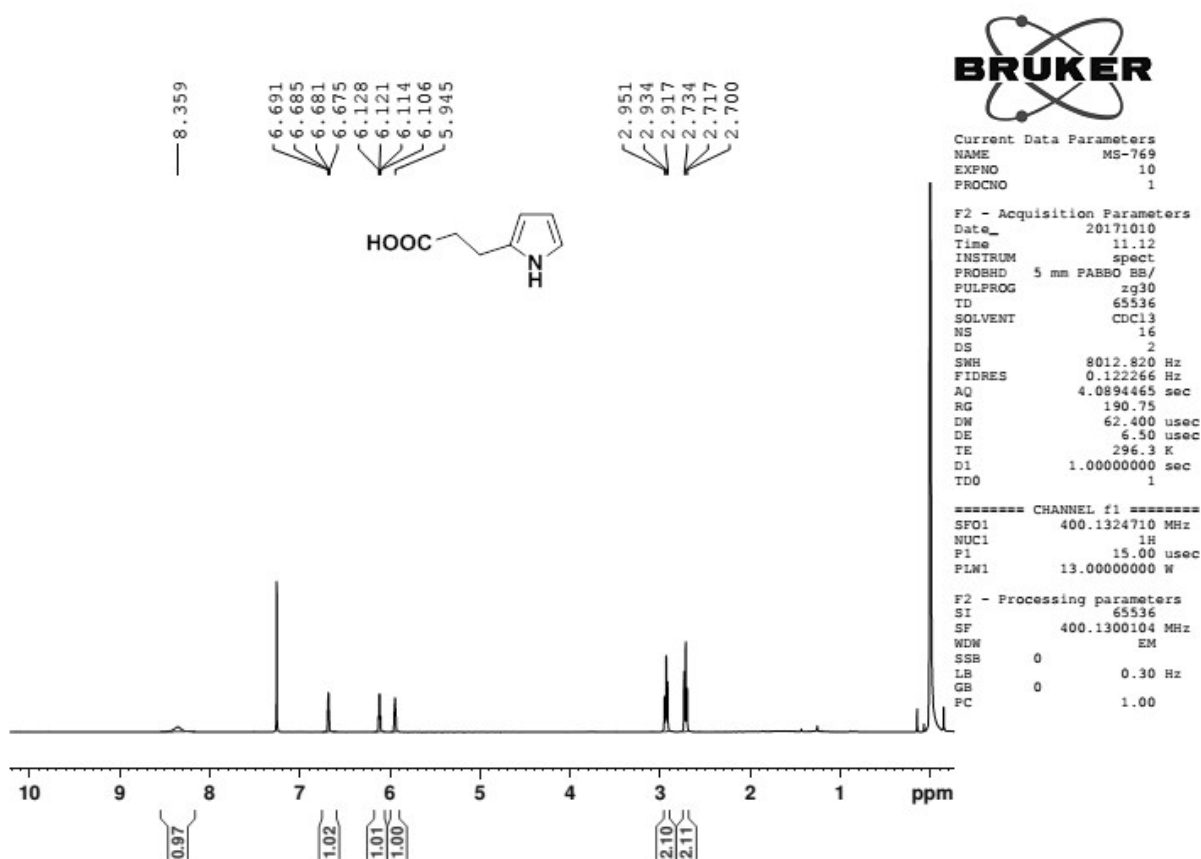 BRUKER
8.359
6.691
6.685
6.681
6.675
6.128
6.121
6.114
6.106
5.945
2.951
2.934
2.917
2.734
2.717
2.700
HOOC
N
H
Current Data Parameters
NAME MS-769
EXPNO 10
PROCNO 1
F2 - Acquisition Parameters
Date_ 20171010
Time 11.12
INSTRUM spect
PROBHD 5 mm PABBO BB/
PULPROG zg30
TD 65536
SOLVENT CDCl3
NS 16
DS 2
SWH 8012.820 Hz
FIDRES 0.122266 Hz
AQ 4.0894465 sec
RG 190.75
DW 62.400 usec
DE 6.50 usec
TE 296.3 K
D1 1.00000000 sec
TD0 1
======== CHANNEL f1 ========
SFO1 400.1324710 MHz
NUC1 1H
P1 15.00 usec
PLW1 13.00000000 W
F2 - Processing parameters
SI 65536
SF 400.1300104 MHz
WDW EM
SSB 0
LB 0.30 Hz
GB 0
PC 1.00
10 9 8 7 6 5 4 3 2 1 ppm
0.97
1.02
1.01
1.00
2.10
2.11